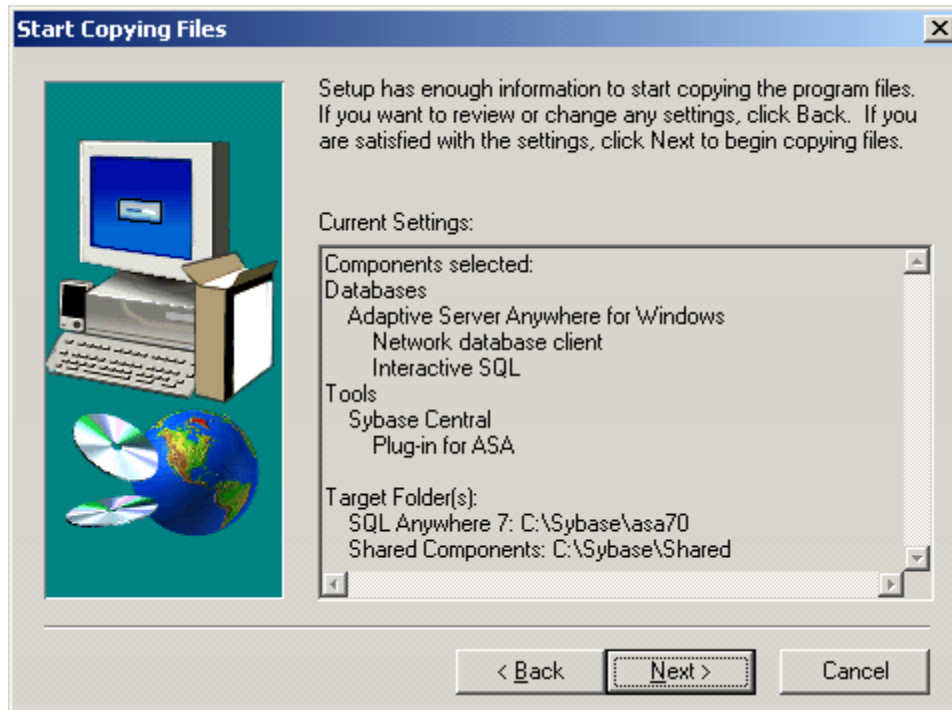 Start Copying Files
Setup has enough information to start copying the program files.
If you want to review or change any settings, click Back. If you
are satisfied with the settings, click Next to begin copying files.
Current Settings:
Components selected:
Databases
Adaptive Server Anywhere for Windows
Network database client
Interactive SQL
Tools
Sybase Central
Plug-in for ASA
Target Folder(s):
SQL Anywhere 7: C:\Sybase\asa70
Shared Components: C:\Sybase\Shared
< Back
Next >
Cancel